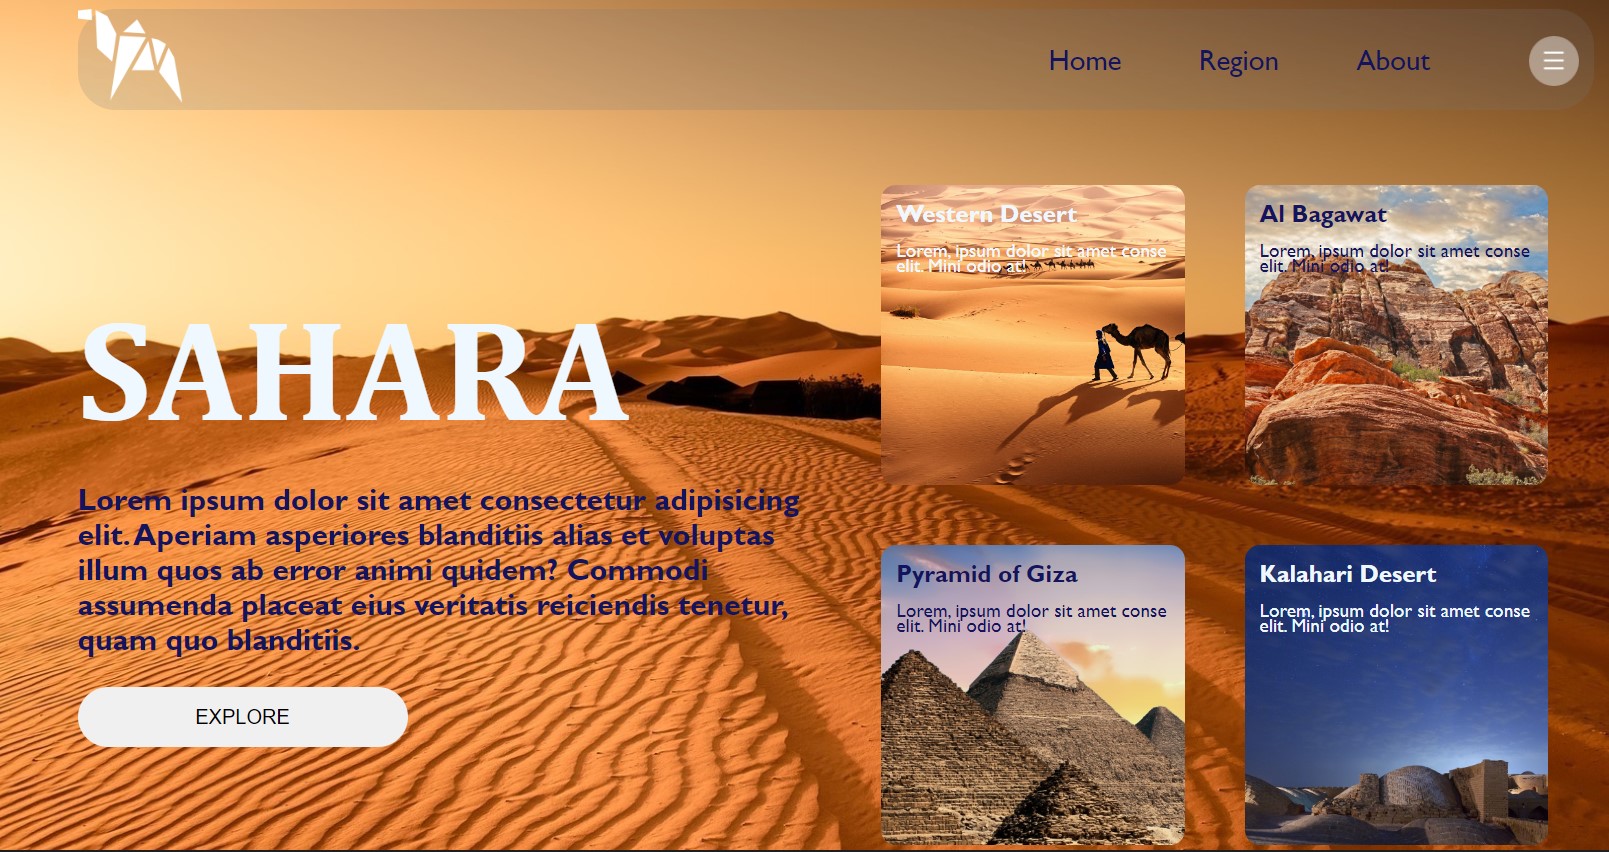 Home
Region
About
SAHARA
Lorem ipsum dolor sit amet consectetur adipisicing
elit. Aperiam asperiores blanditiis alias et voluptas
illum quos ab error animi quidem? Commodi
assumenda placeat eius veritatis reiciendis tenetur,
quam quo blanditiis.
EXPLORE
Western Desert
Lorem, ipsum dolor sit amet conse
elit. Mini odio at!
Al Bagawat
Lorem, ipsum dolor sit amet conse
elit. Mini odio at!
Pyramid of Giza
Lorem, ipsum dolor sit amet conse
elit. Mini odio at!
Kalahari Desert
Lorem, ipsum dolor sit amet conse
elit. Mini odio at!